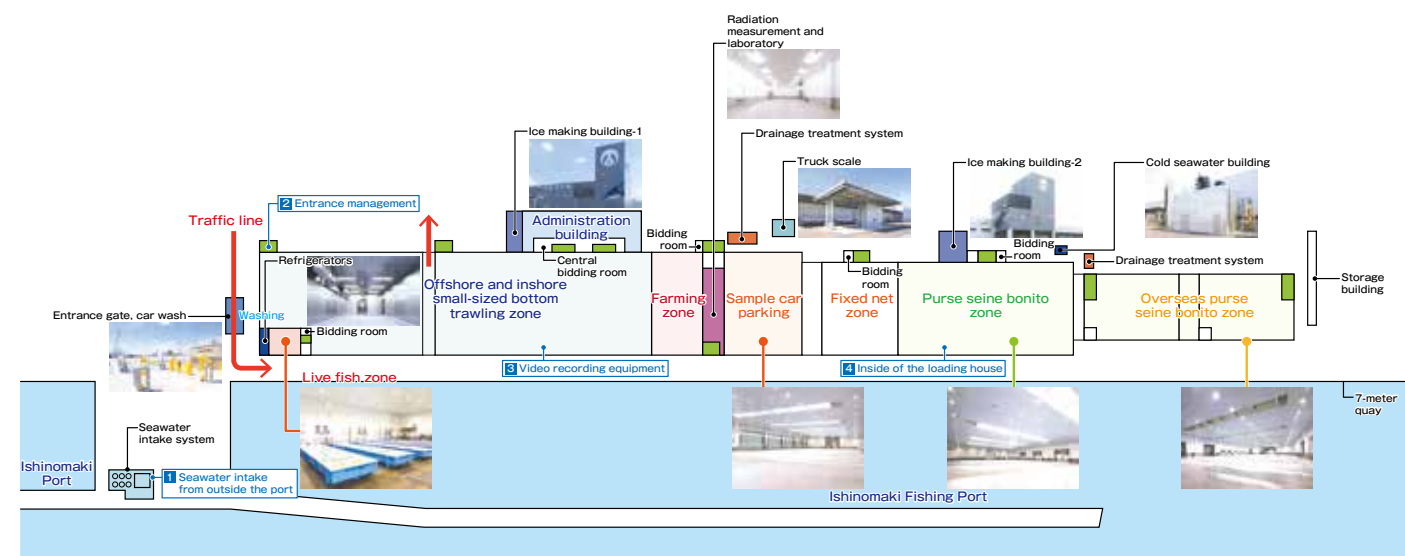 Radiation
measurement and
laboratory
Ice making building-1
Drainage treatment system
Truck scale
Ice making building-2
Cold seawater building
2 Entrance management
Traffic line
Administration
building
Bidding
room
Bidding
room
Central
bidding room
Refrigerators
Bidding
room
Drainage treatment system
Storage
building
Offshore and inshore
small-sized bottom
trawling zone
Farming
zone
Sample car
parking
Fixed net
zone
Purse seine bonito
zone
Overseas purse
seine bonito zone
Entrance gate, car wash
Washing
Bidding room
3 Video recording equipment
4 Inside of the loading house
Live fish zone
7-meter
quay
Seawater
intake system
Ishinomaki
Port
1 Seawater intake
from outside the port
Ishinomaki Fishing Port